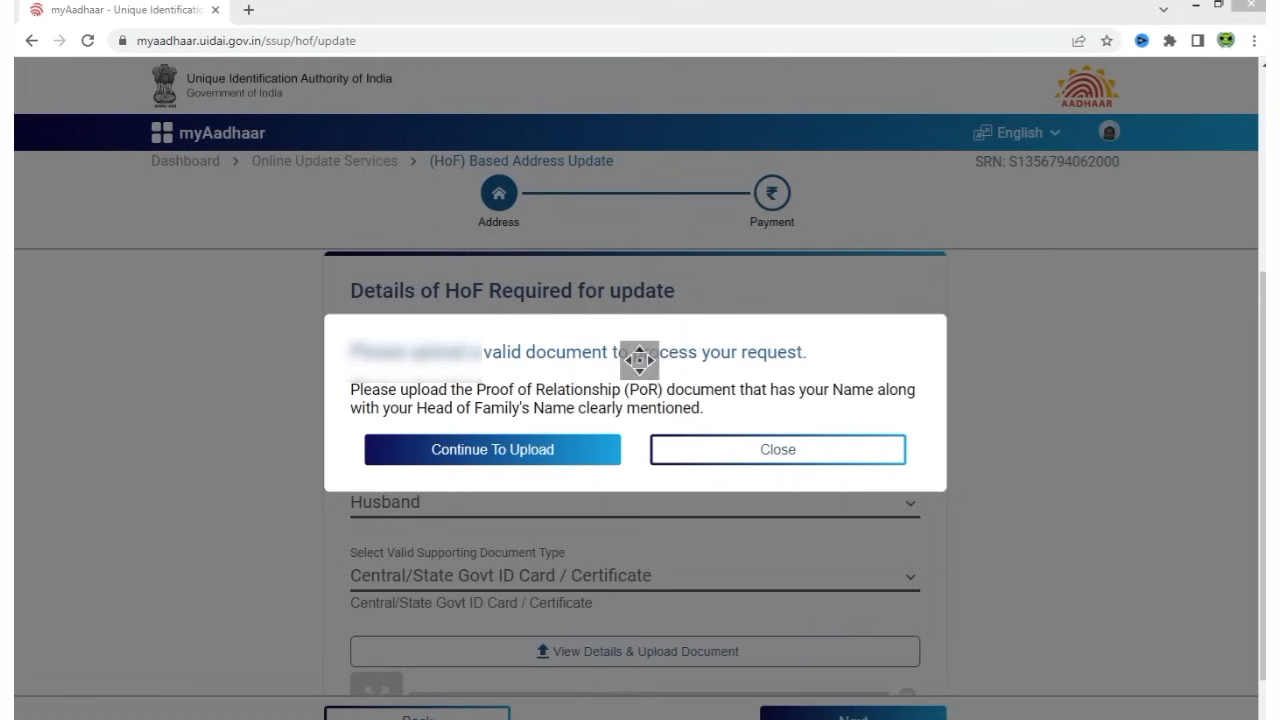 myAadhaar - Unique Identificatic
myaadhaar.uidai.gov.in/ssup/hof/update
Unique Identification Authority of India
Government of India
AADHAAR
myAadhaar
English
Dashboard > Online Update Services > (HoF) Based Address Update
SRN: S1356794062000
₹
Address
Payment
Details of HoF Required for update
valid document to process your request.
Please upload the Proof of Relationship (PoR) document that has your Name along
with your Head of Family's Name clearly mentioned.
Continue To Upload
Close
Husband
Select Valid Supporting Document Type
Central/State Govt ID Card / Certificate
Central/State Govt ID Card / Certificate
View Details & Upload Document